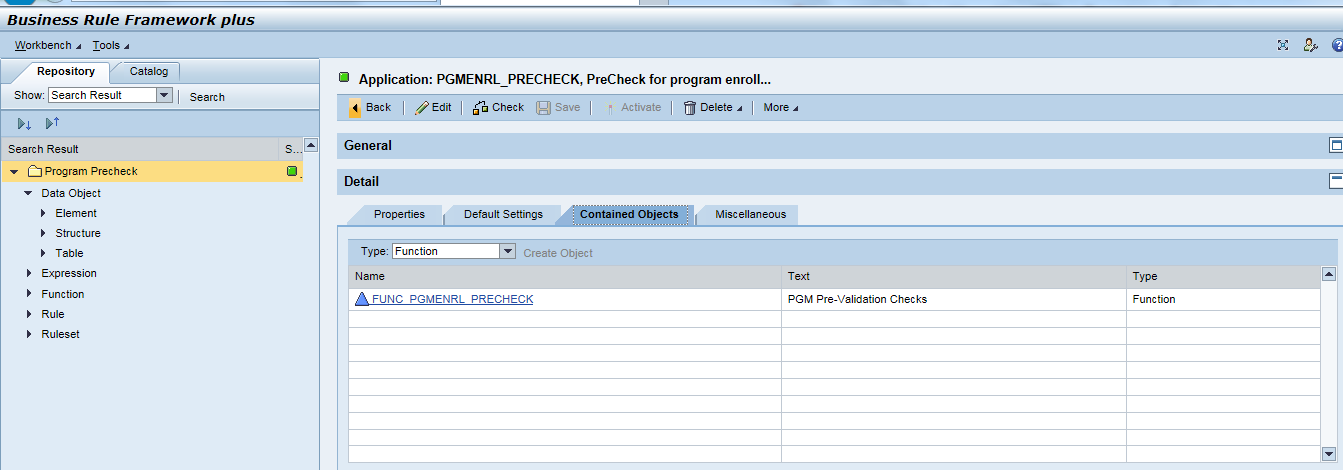 Business Rule Framework plus
Workbench Tools
Repository Catalog
Show: Search Result Search
Search Result S...
Program Precheck
Data Object
Element
Structure
Table
Expression
Function
Rule
Ruleset
Application: PGMENRL_PRECHECK, PreCheck for program enroll...
Back Edit Check Save Activate Delete More
General
Detail
Properties Default Settings Contained Objects Miscellaneous
Type: Function Create Object
Name Text Type
FUNC_PGMENRL_PRECHECK PGM Pre-Validation Checks Function